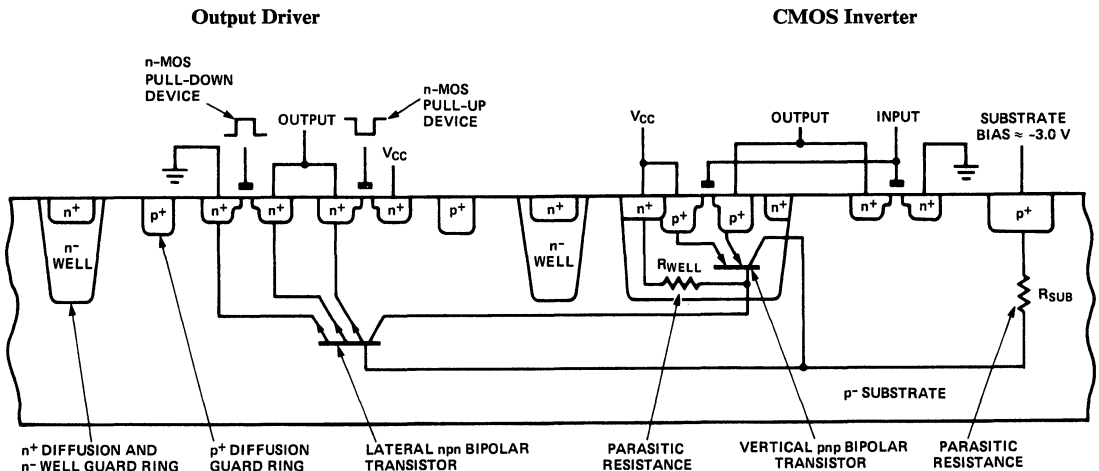 Output Driver
CMOS Inverter
n-MOS
PULL-DOWN
DEVICE
OUTPUT
n-MOS
PULL-UP
DEVICE
VCC
VCC
OUTPUT
INPUT
SUBSTRATE
BIAS ≈ -3.0 V
n+
p+
n+
n+
n+
n+
p+
n+
n+
p+
p+
n+
n+
n+
p+
n-
WELL
n-
WELL
RWELL
RSUB
p- SUBSTRATE
n+ DIFFUSION AND
n- WELL GUARD RING
p+ DIFFUSION
GUARD RING
LATERAL npn BIPOLAR
TRANSISTOR
PARASITIC
RESISTANCE
VERTICAL pnp BIPOLAR
TRANSISTOR
PARASITIC
RESISTANCE